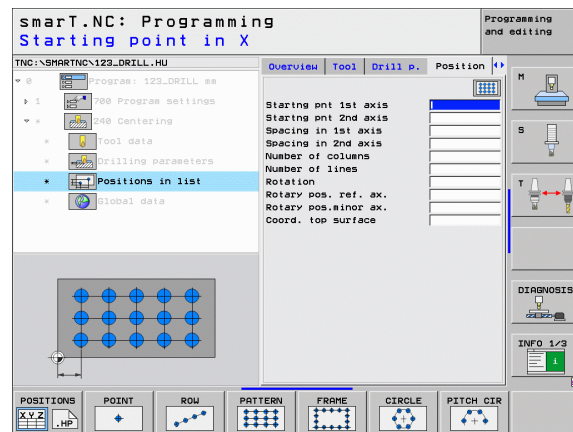 smarT.NC: Programming
Starting point in X
Programming
and editing
TNC:\SMARTNC\123_DRILL.HU
0 Program: 123_DRILL mm
1 700 Program settings
* 240 Centering
* Tool data
* Drilling parameters
* Positions in list
* Global data
Overview Tool Drill p. Position
Startng pnt 1st axis
Startng pnt 2nd axis
Spacing in 1st axis
Spacing in 2nd axis
Number of columns
Number of lines
Rotation
Rotary pos. ref. ax.
Rotary pos.minor ax.
Coord. top surface
M
S
T
DIAGNOSIS
INFO 1/3
i
POSITIONS POINT ROW PATTERN FRAME CIRCLE PITCH CIR
X,Y,Z .HP